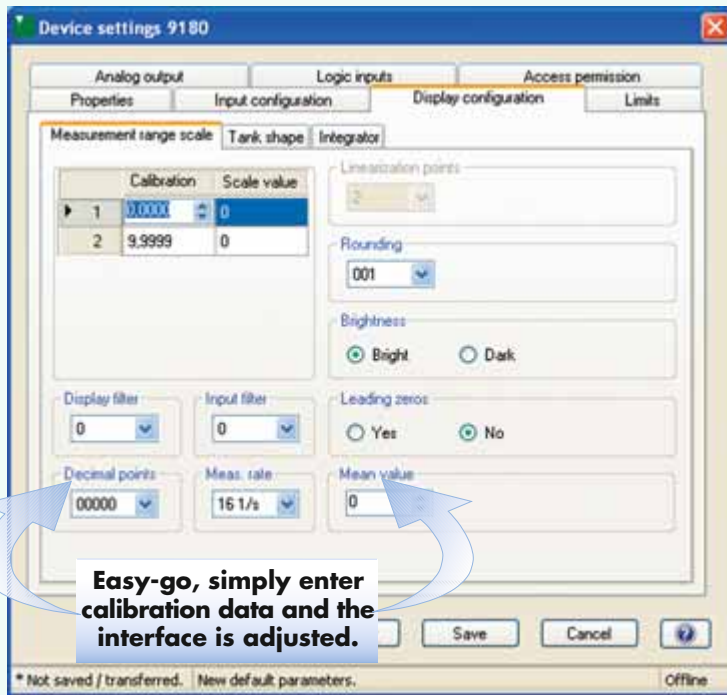 Device settings 9180
Analog output Logic inputs Access permission
Properties Input configuration Display configuration Limits
Measurement range scale Tank shape Integrator
Calibration Scale value
1 0.0000 0
2 9,9999 0
Linearization points
2
Rounding
001
Brightness
Bright Dark
Display filter Input filter Leading zeros
0 0 Yes No
Decimal points Meas. rate Mean value
00000 16 1/s 0
Easy-go, simply enter
calibration data and the
interface is adjusted.
Save Cancel ?
* Not saved / transferred. New default parameters. Offline